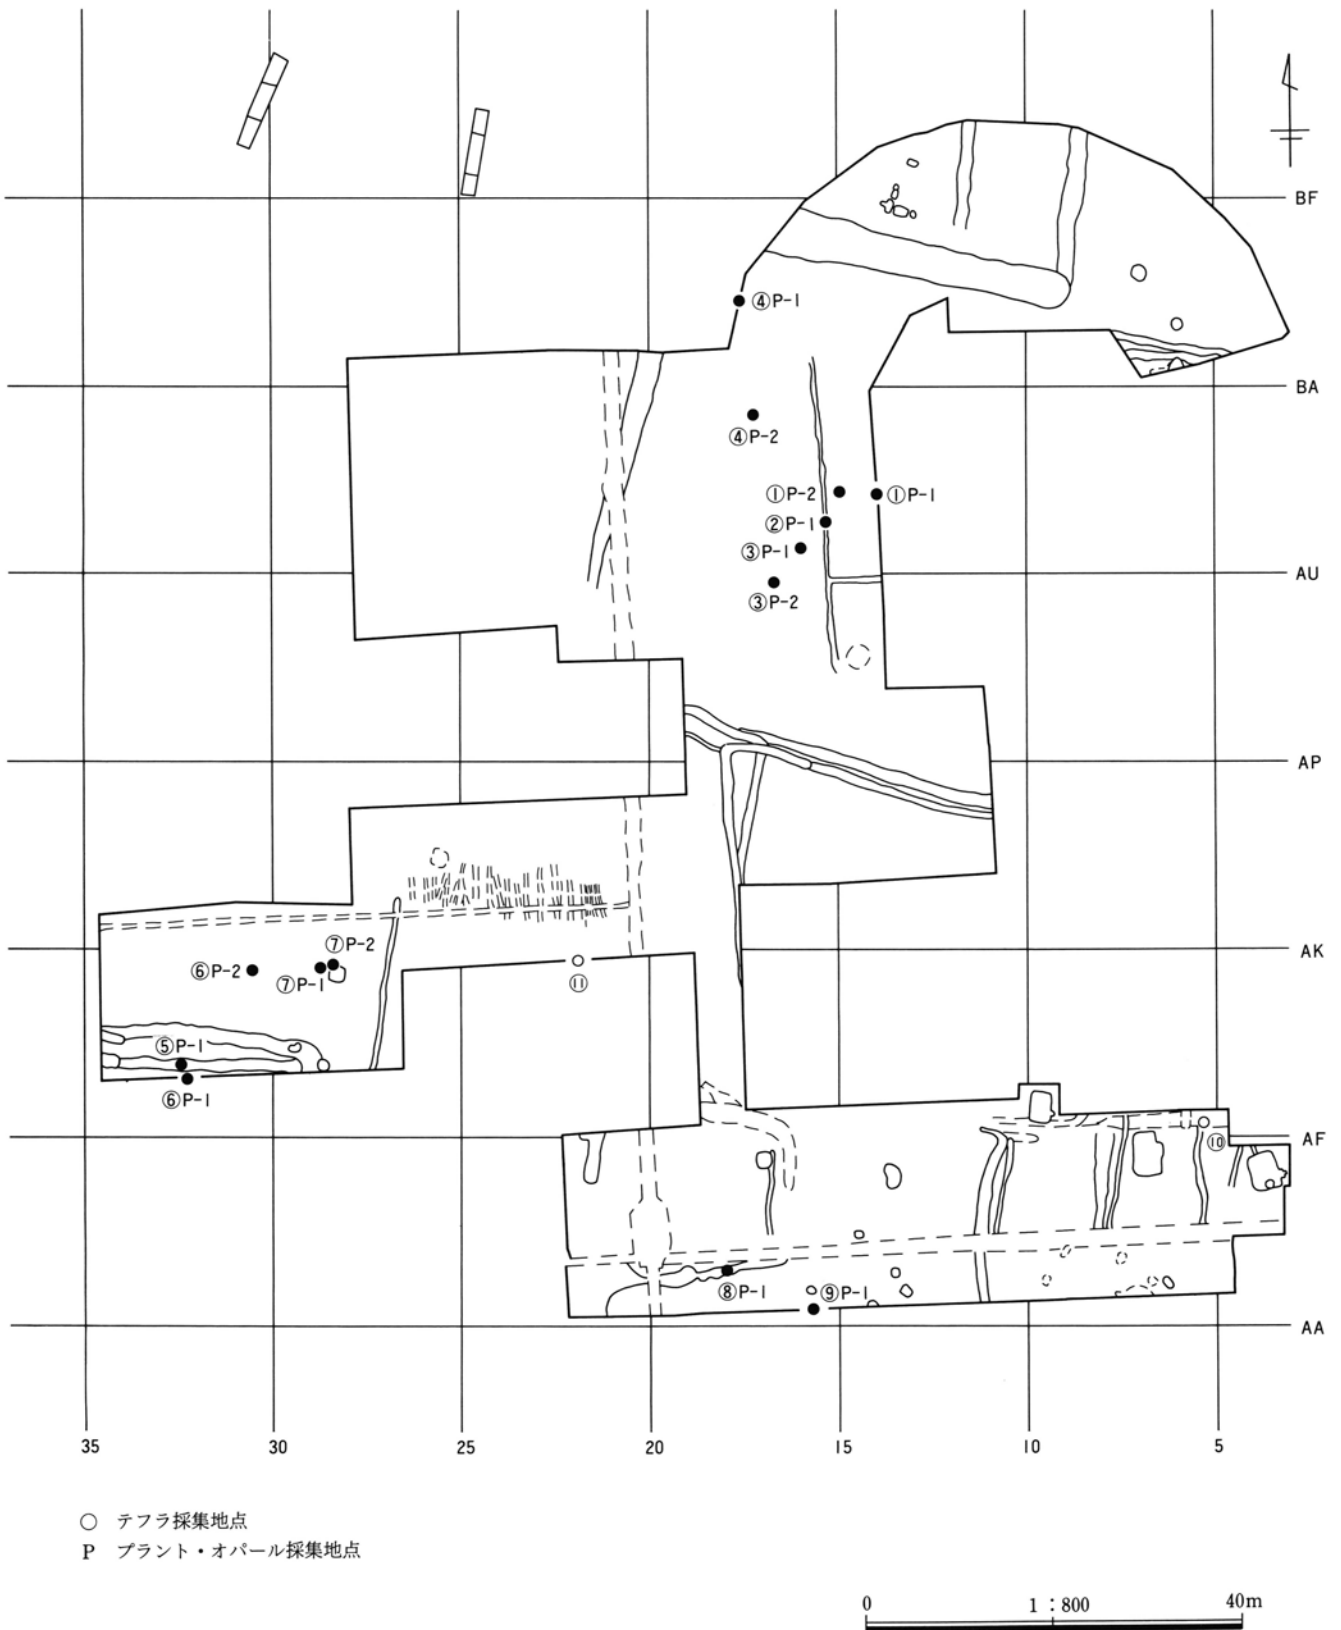 BF
④P-1
BA
④P-2
①P-2
①P-1
②P-1
③P-1
AU
③P-2
AP
⑦P-2
AK
⑥P-2
⑦P-1
⑪
⑤P-1
⑥P-1
AF
⑩
⑧P-1
⑨P-1
AA
35 30 25 20 15 10 5
○ テフラ採集地点
P プラント・オパール採集地点
0 1:800 40m